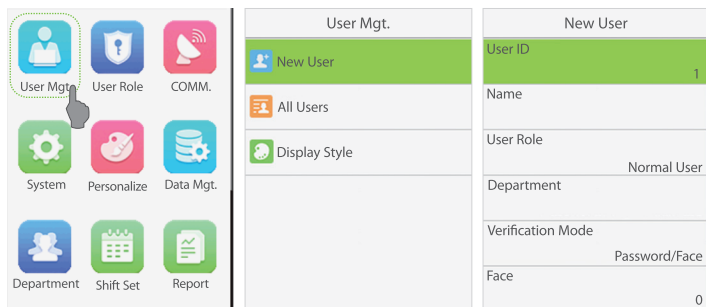 User Mgt.
User Role
COMM.
System
Personalize
Data Mgt.
Department
Shift Set
Report
User Mgt.
New User
All Users
Display Style
New User
User ID
1
Name
User Role
Normal User
Department
Verification Mode
Password/Face
Face
0